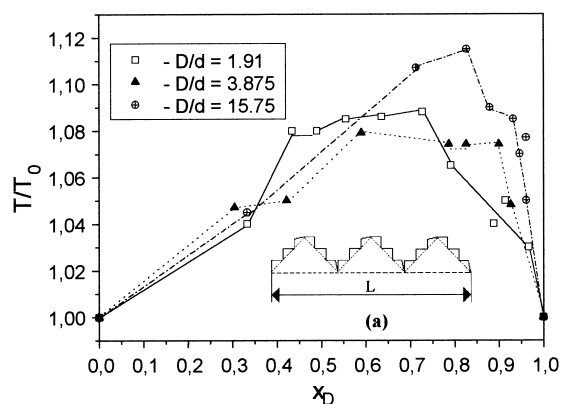 1,12
1,10
1,08
1,06
1,04
1,02
1,00
T/T0
- D/d = 1.91
- D/d = 3.875
- D/d = 15.75
L
(a)
0,0 0,1 0,2 0,3 0,4 0,5 0,6 0,7 0,8 0,9 1,0
xD